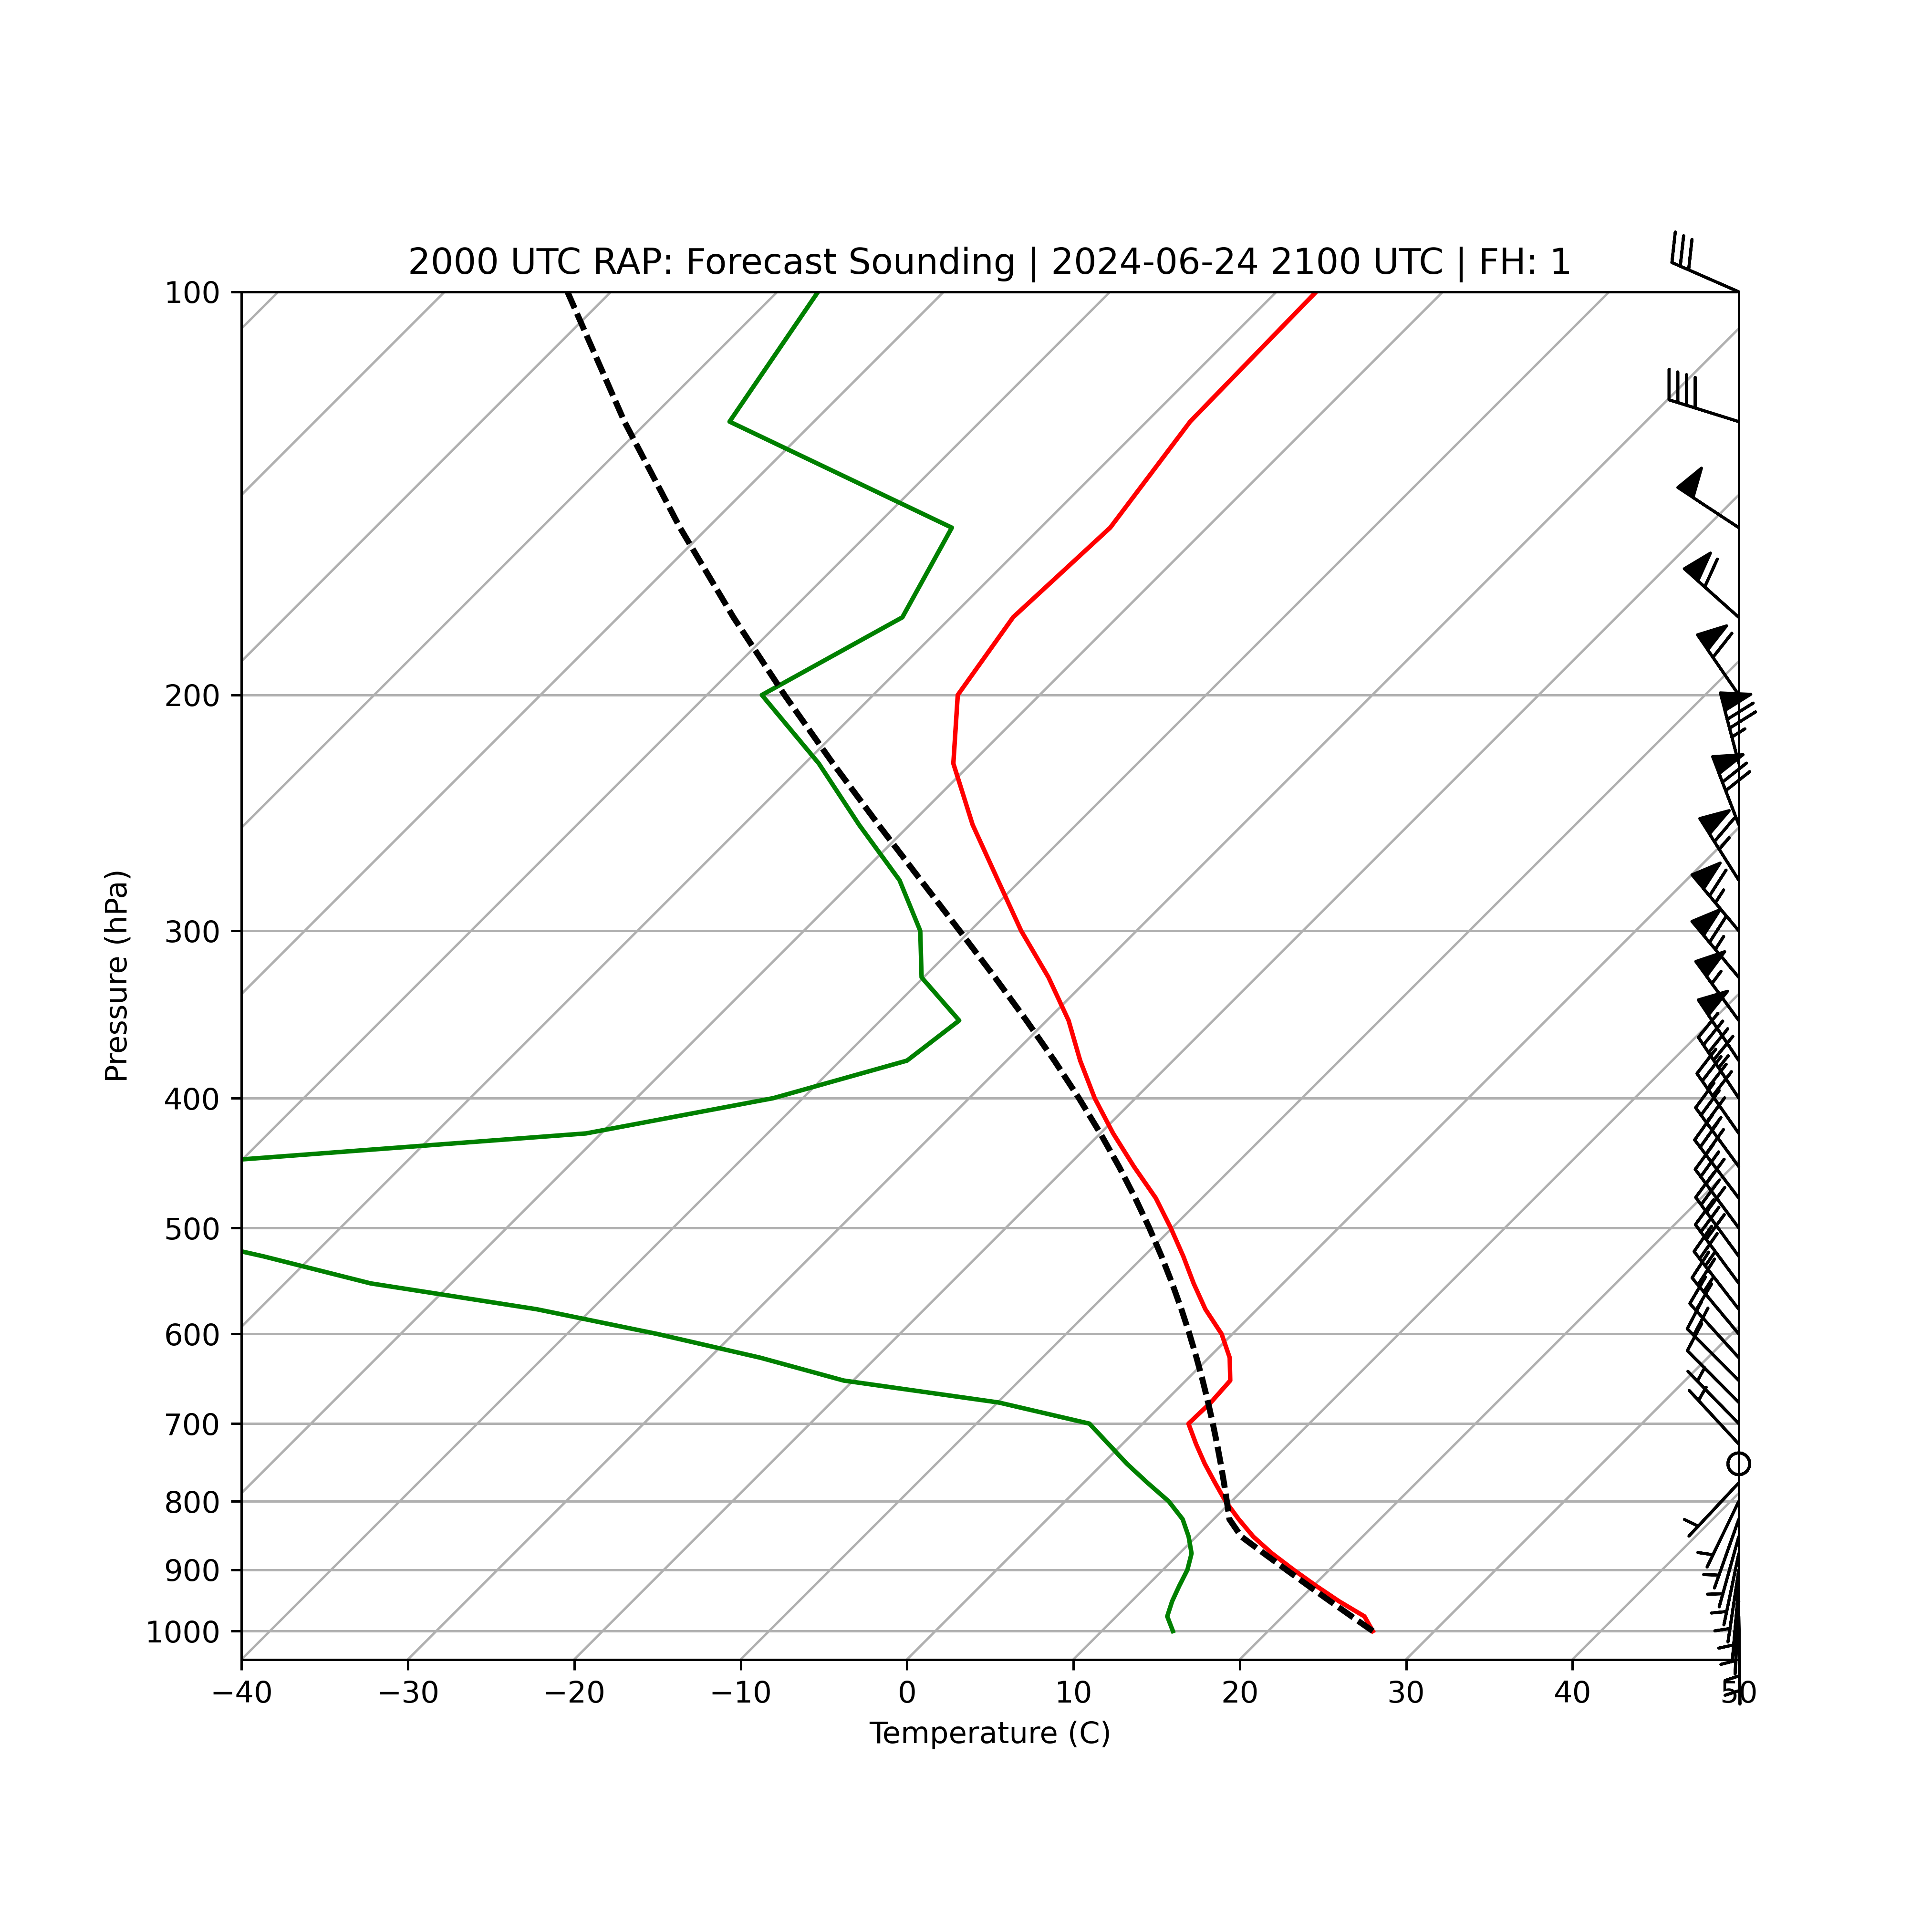 2000 UTC RAP: Forecast Sounding | 2024-06-24 2100 UTC | FH: 1
100
200
300
400
500
600
700
800
900
1000
Pressure (hPa)
−40 −30 −20 −10 0 10 20 30 40 50
Temperature (C)